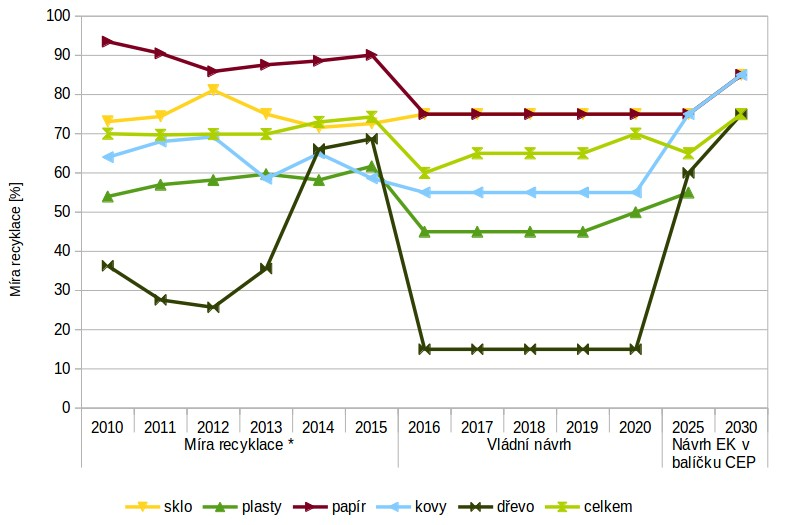 100
90
80
70
60
50
40
30
20
10
0
Míra recyklace [%]
2010 2011 2012 2013 2014 2015 2016 2017 2018 2019 2020 2025 2030
Míra recyklace * Vládní návrh Návrh EK v
balíčku CEP
sklo plasty papír kovy dřevo celkem